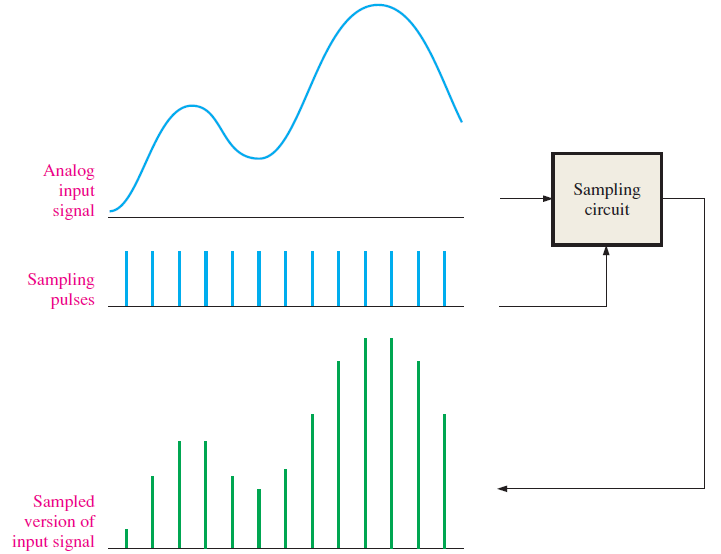 Analog
input
signal
Sampling
circuit
Sampling
pulses
Sampled
version of
input signal